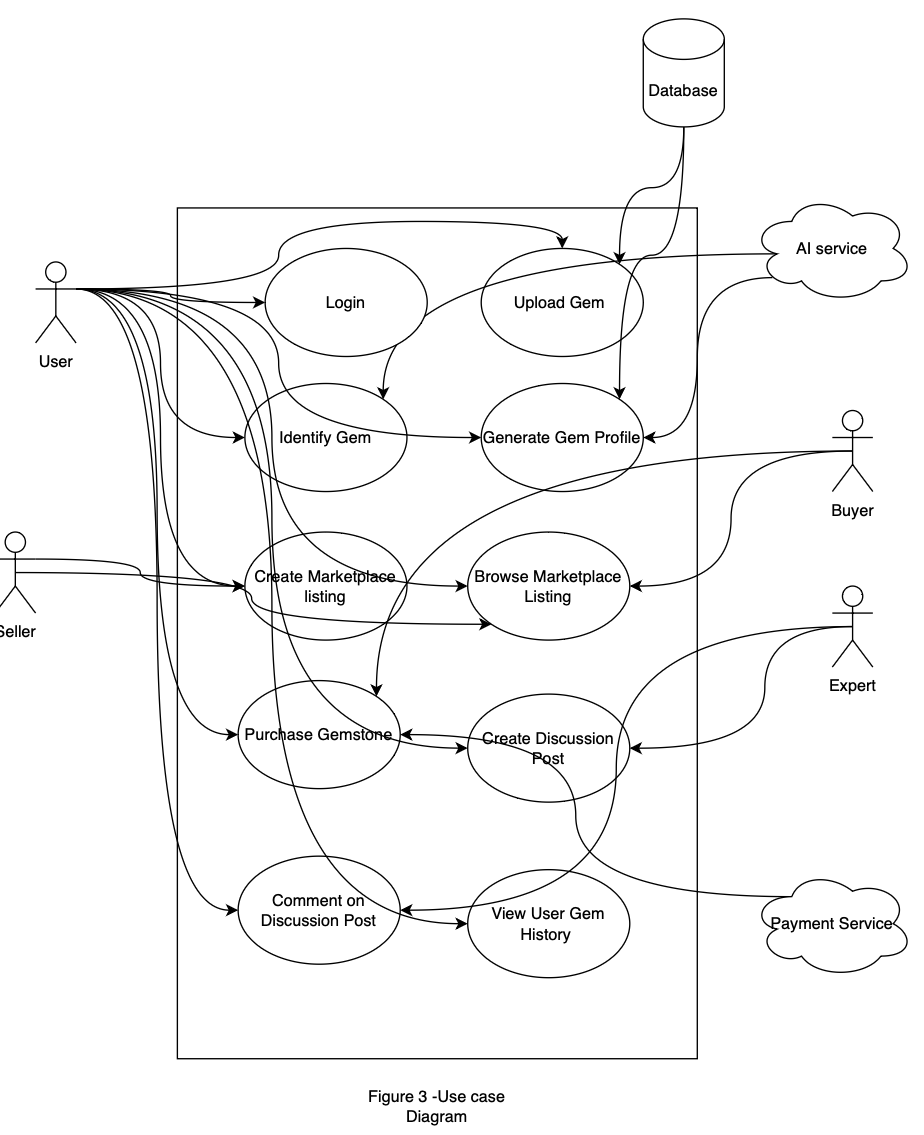 Database
AI service
Login
Upload Gem
User
Identify Gem
Generate Gem Profile
Buyer
Create Marketplace
listing
Browse Marketplace
Listing
Seller
Expert
Purchase Gemstone
Create Discussion
Post
Comment on
Discussion Post
View User Gem
History
Payment Service
Figure 3 -Use case
Diagram